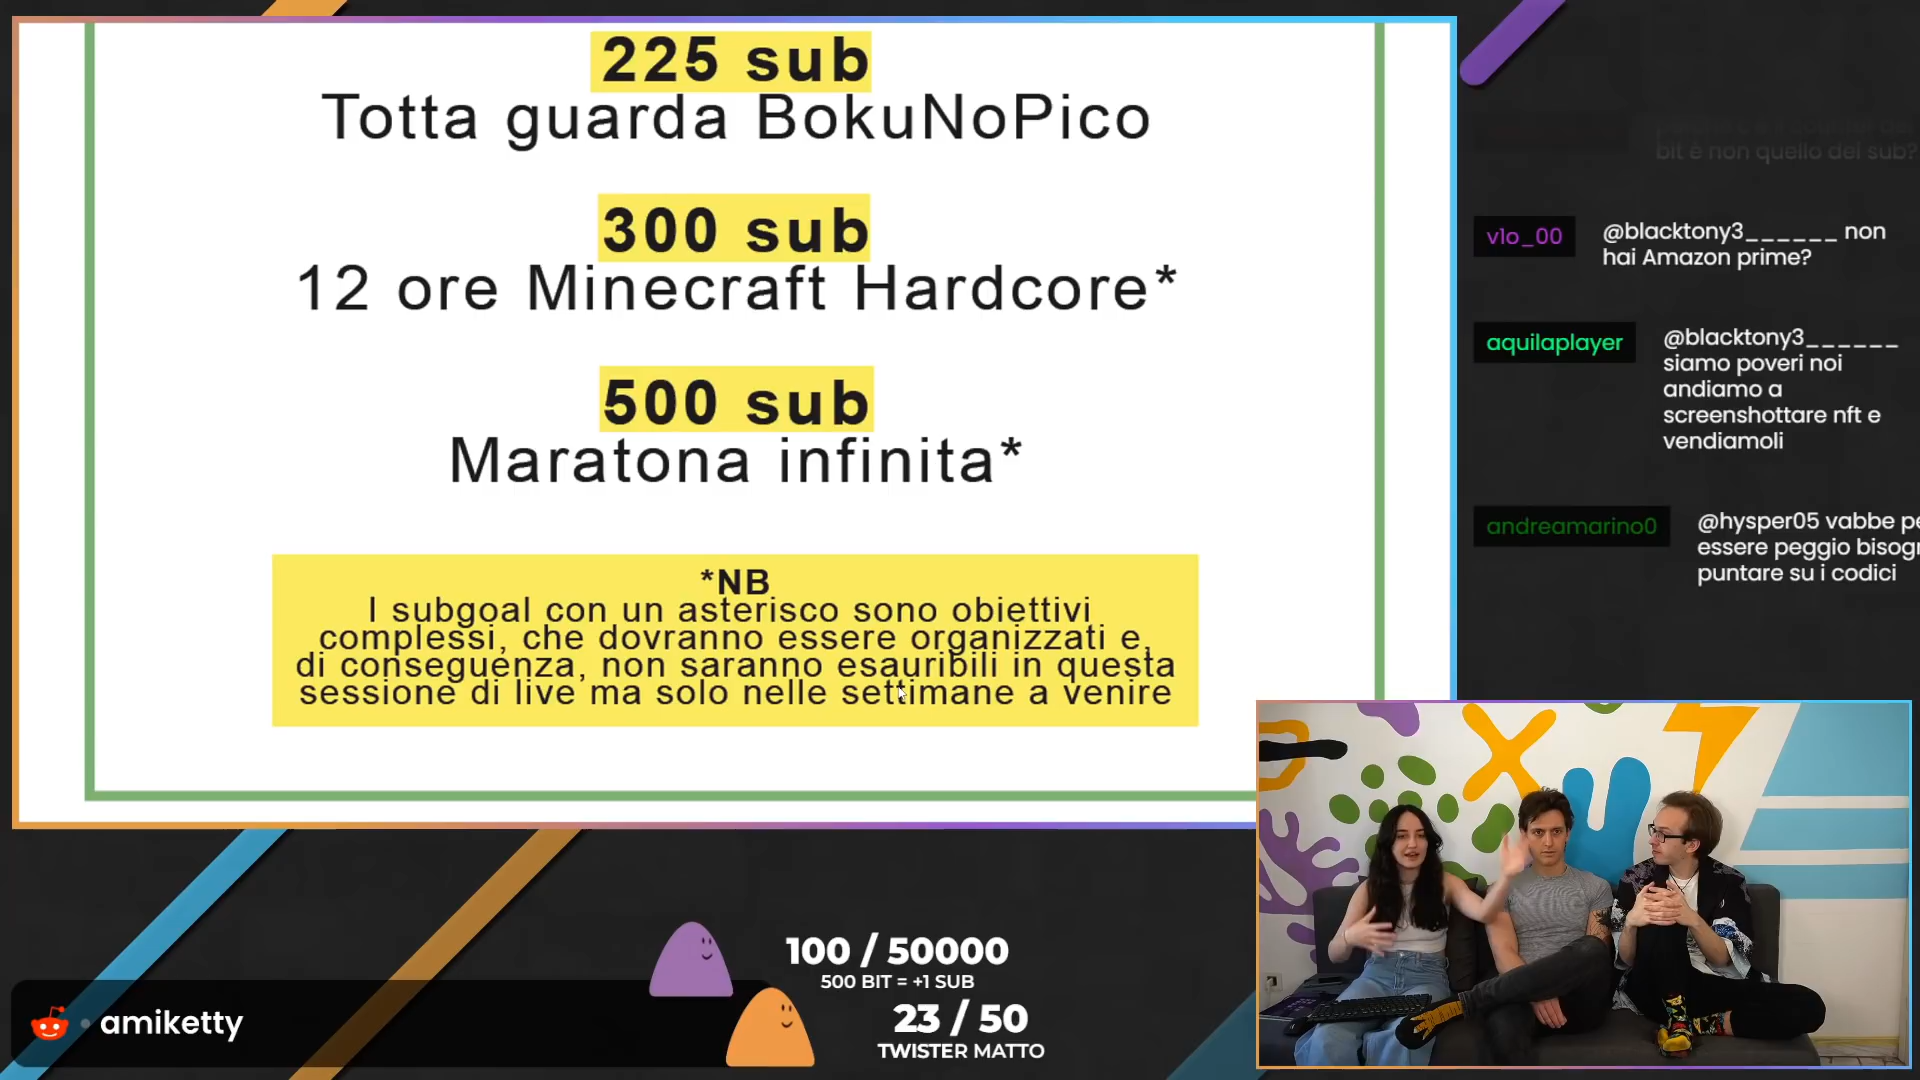 225 sub
Totta guarda BokuNoPico
300 sub
12 ore Minecraft Hardcore*
500 sub
Maratona infinita*
*NB
I subgoal con un asterisco sono obiettivi
complessi, che dovranno essere organizzati e,
di conseguenza, non saranno esauribili in questa
sessione di live ma solo nelle settimane a venire
bit è non quello dei sub?
v1o_00
@blacktony3______ non
hai Amazon prime?
aquilaplayer
@blacktony3______
siamo poveri noi
andiamo a
screenshottare nft e
vendiamoli
andreamarino0
@hysper05 vabbe
essere peggio
puntare su i codici
100 / 50000
500 BIT = +1 SUB
23 / 50
TWISTER MATTO
amiketty